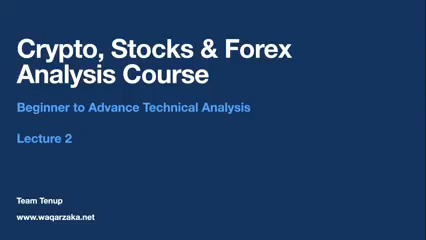 Crypto, Stocks & Forex
Analysis Course
Beginner to Advance Technical Analysis
Lecture 2
Team Tenup
www.waqarzaka.net